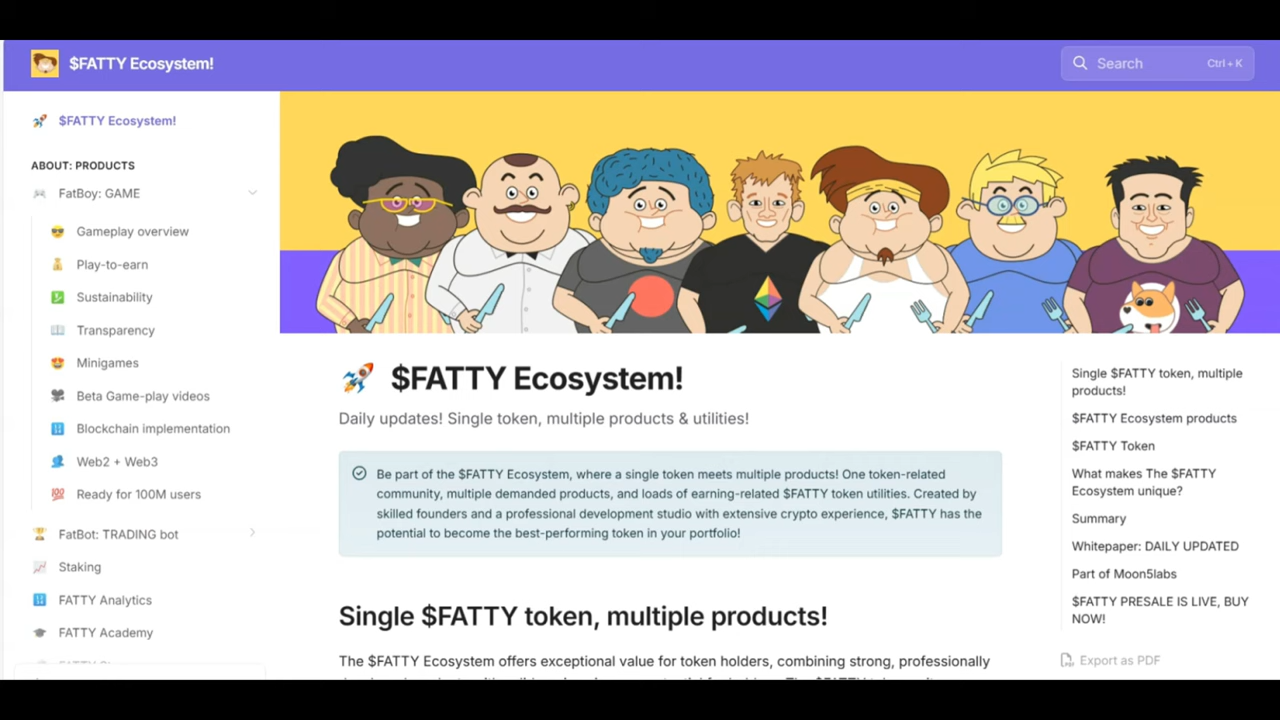 $FATTY Ecosystem!
Search
Ctrl + K
$FATTY Ecosystem!
ABOUT: PRODUCTS
FatBoy: GAME
Gameplay overview
Play-to-earn
Sustainability
Transparency
Minigames
Beta Game-play videos
Blockchain implementation
Web2 + Web3
Ready for 100M users
FatBot: TRADING bot
Staking
FATTY Analytics
FATTY Academy
$FATTY Ecosystem!
Daily updates! Single token, multiple products & utilities!
Be part of the $FATTY Ecosystem, where a single token meets multiple products! One token-related
community, multiple demanded products, and loads of earning-related $FATTY token utilities. Created by
skilled founders and a professional development studio with extensive crypto experience, $FATTY has the
potential to become the best-performing token in your portfolio!
Single $FATTY token, multiple products!
The $FATTY Ecosystem offers exceptional value for token holders, combining strong, professionally
Single $FATTY token, multiple
products!
$FATTY Ecosystem products
$FATTY Token
What makes The $FATTY
Ecosystem unique?
Summary
Whitepaper: DAILY UPDATED
Part of Moon5labs
$FATTY PRESALE IS LIVE, BUY
NOW!
Export as PDF